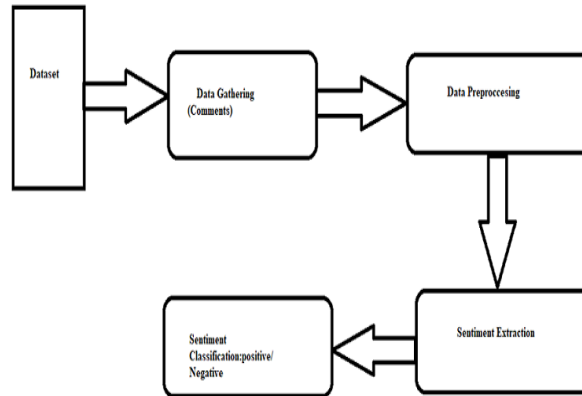 Dataset
Data Gathering
(Comments)
Data Preproccesing
Sentiment Extraction
Sentiment
Classification:positive/
Negative